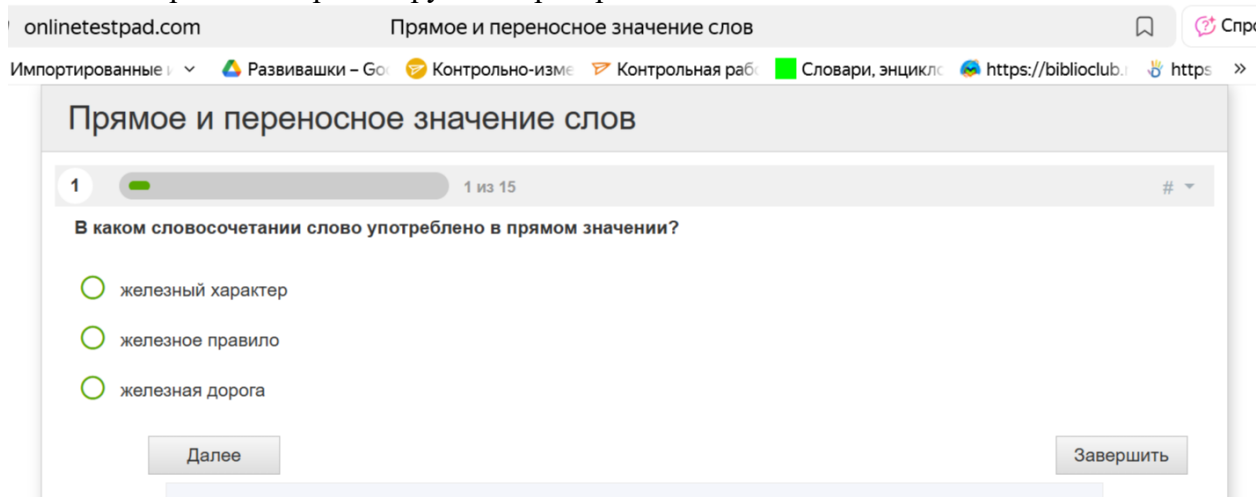 onlinetestpad.com Прямое и переносное значение слов
Импортированные Развивашки – Контрольно-изме Контрольная раб Словари, энцикл https://biblioclub. https »
Прямое и переносное значение слов
1 1 из 15 #
В каком словосочетании слово употреблено в прямом значении?
железный характер
железное правило
железная дорога
Далее Завершить